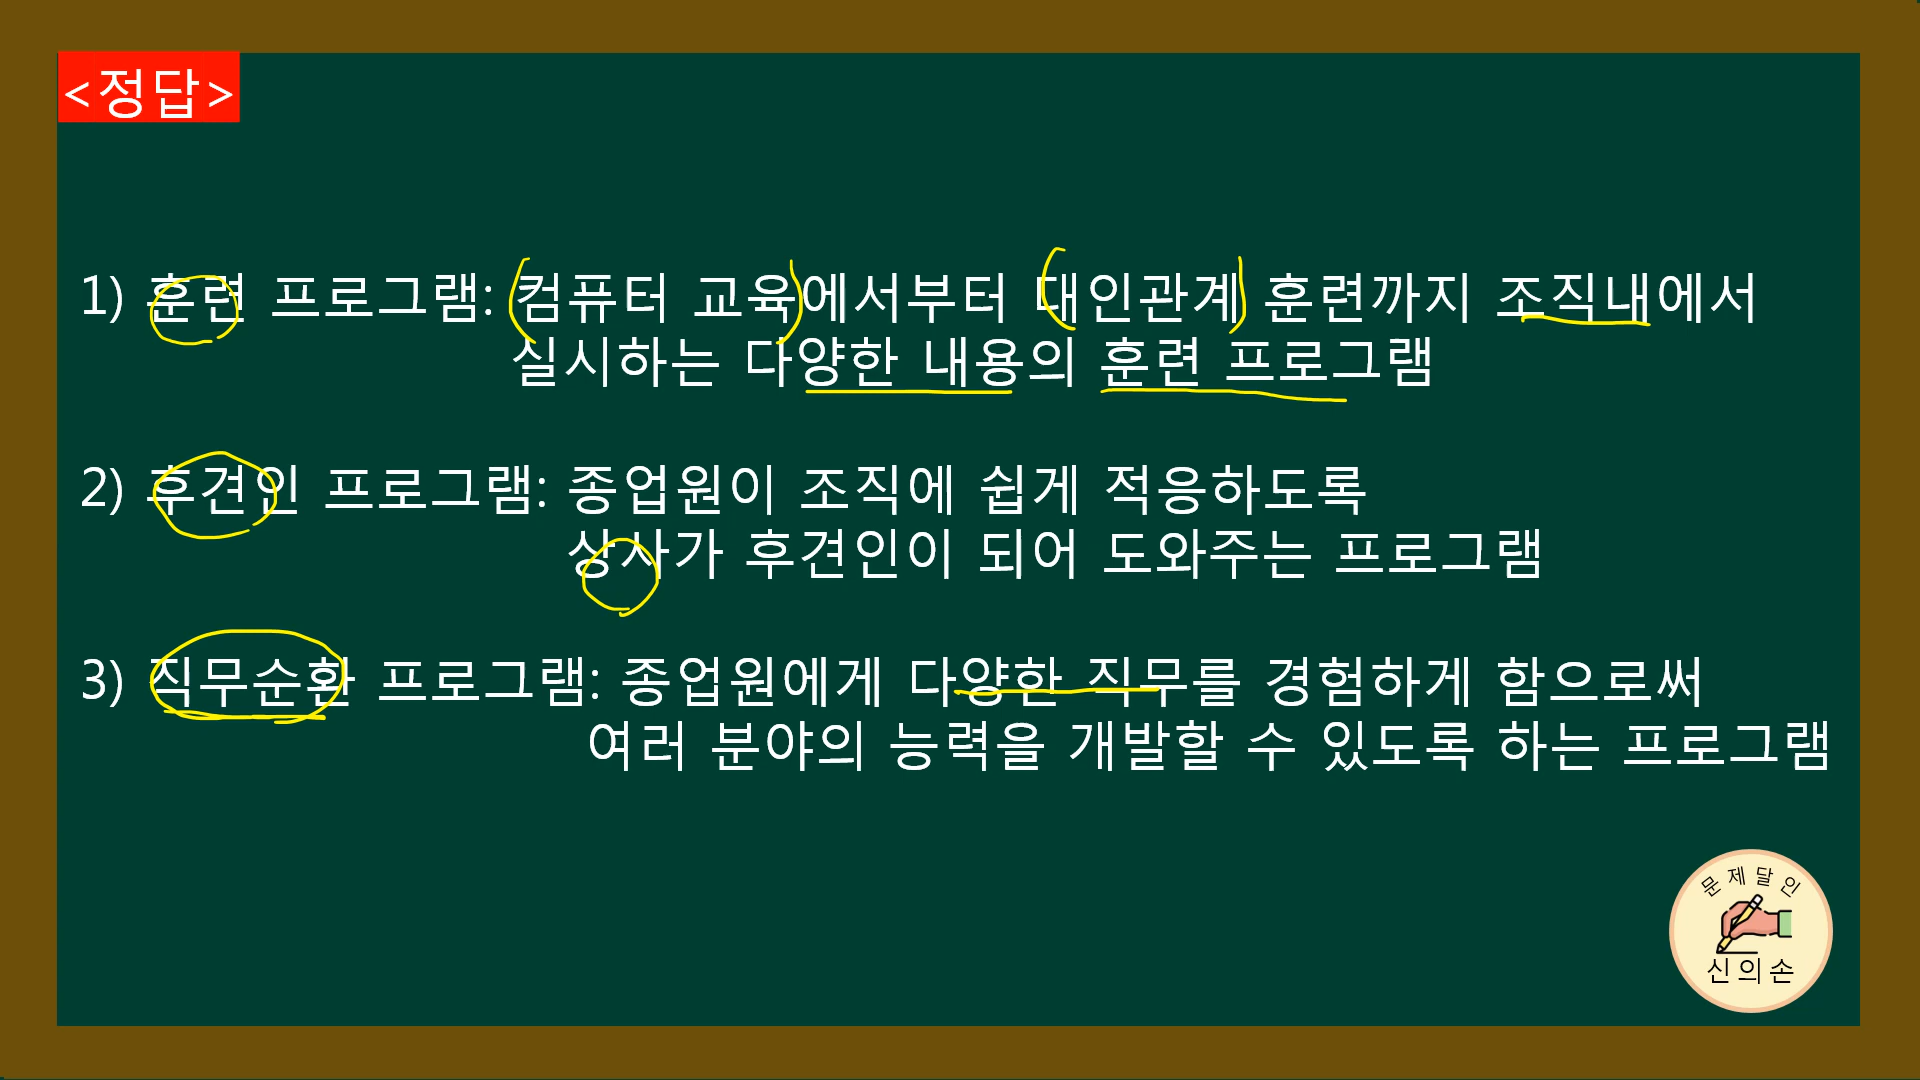 <정답>
1) 훈련 프로그램: 컴퓨터 교육에서부터 대인관계 훈련까지 조직내에서
실시하는 다양한 내용의 훈련 프로그램
2) 후견인 프로그램: 종업원이 조직에 쉽게 적응하도록
상사가 후견인이 되어 도와주는 프로그램
3) 직무순환 프로그램: 종업원에게 다양한 직무를 경험하게 함으로써
여러 분야의 능력을 개발할 수 있도록 하는 프로그램
문제달인
신의손